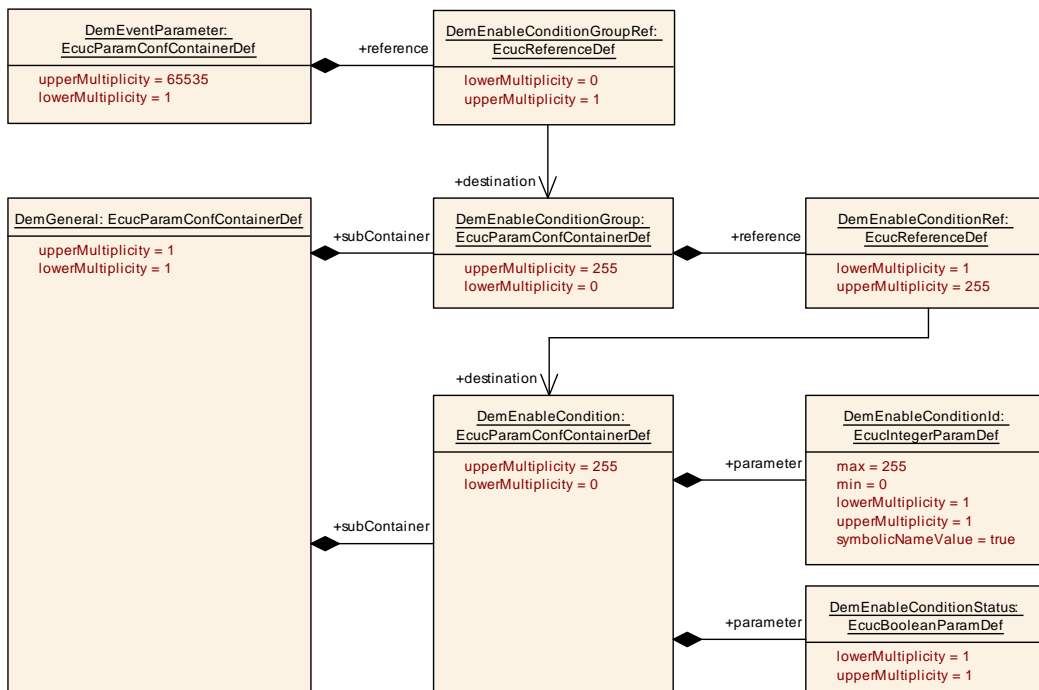 DemEventParameter:
EcucParamConfContainerDef
upperMultiplicity = 65535
lowerMultiplicity = 1
+reference
DemEnableConditionGroupRef:
EcucReferenceDef
lowerMultiplicity = 0
upperMultiplicity = 1
+destination
DemGeneral: EcucParamConfContainerDef
upperMultiplicity = 1
lowerMultiplicity = 1
+subContainer
DemEnableConditionGroup:
EcucParamConfContainerDef
upperMultiplicity = 255
lowerMultiplicity = 0
+reference
DemEnableConditionRef:
EcucReferenceDef
lowerMultiplicity = 1
upperMultiplicity = 255
+destination
DemEnableCondition:
EcucParamConfContainerDef
upperMultiplicity = 255
lowerMultiplicity = 0
+subContainer
+parameter
DemEnableConditionId:
EcucIntegerParamDef
max = 255
min = 0
lowerMultiplicity = 1
upperMultiplicity = 1
symbolicNameValue = true
+parameter
DemEnableConditionStatus:
EcucBooleanParamDef
lowerMultiplicity = 1
upperMultiplicity = 1